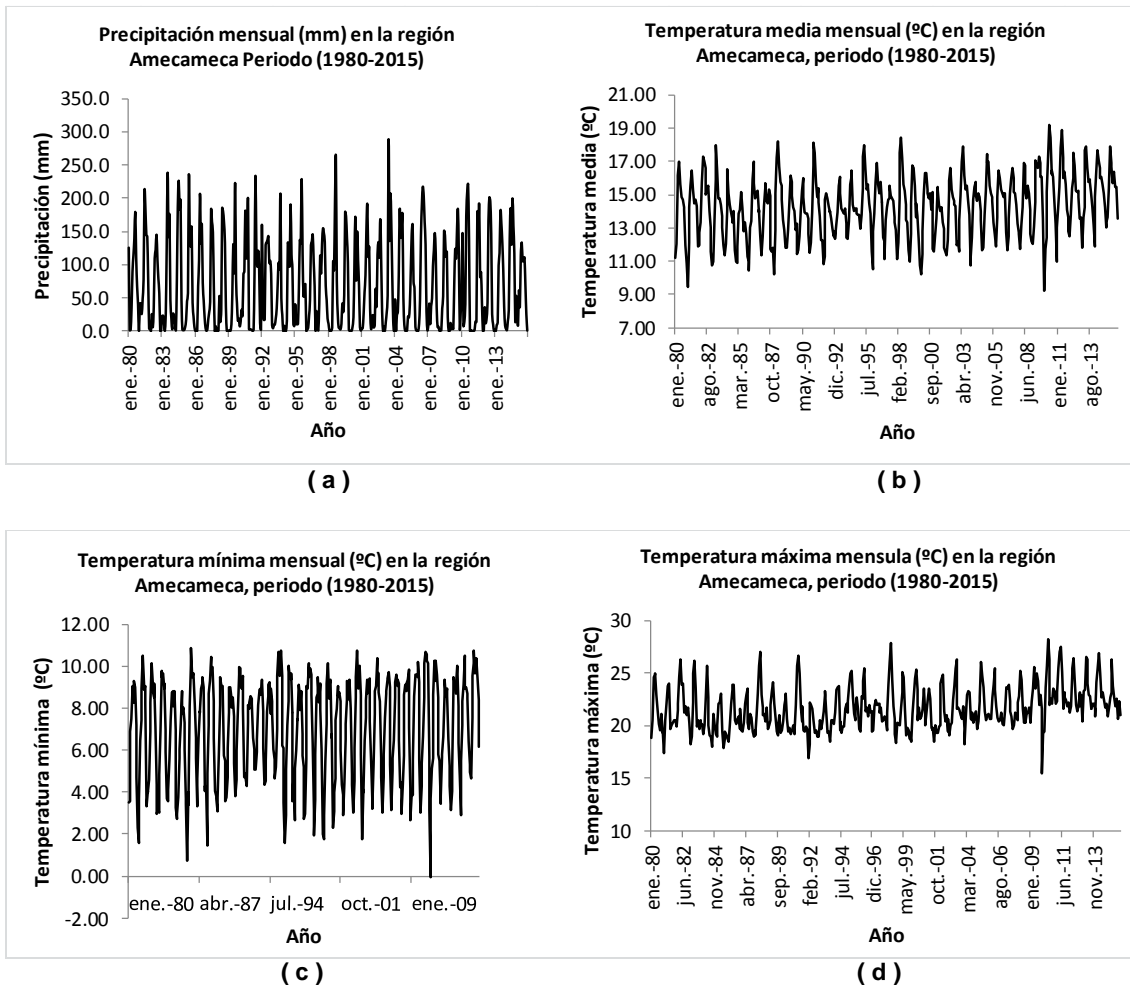 Precipitación mensual (mm) en la región
Amecameca Periodo (1980-2015)
Precipitación (mm)
350.0
300.0
250.0
200.0
150.0
100.0
50.0
0.0
ene.-80
ene.-83
ene.-86
ene.-89
ene.-92
ene.-95
ene.-98
ene.-01
ene.-04
ene.-07
ene.-10
ene.-13
Año
( a )
Temperatura media mensual (ºC) en la región
Amecameca, periodo (1980-2015)
Temperatura media (ºC)
21.00
19.00
17.00
15.00
13.00
11.00
9.00
7.00
ene.-80
ago.-82
mar.-85
oct.-87
may.-90
dic.-92
jul.-95
feb.-98
sep.-00
abr.-03
nov.-05
jun.-08
ene.-11
ago.-13
Año
( b )
Temperatura mínima mensual (ºC) en la región
Amecameca, periodo (1980-2015)
Temperatura mínima (ºC)
12.00
10.00
8.00
6.00
4.00
2.00
0.00
-2.00
ene.-80
abr.-87
jul.-94
oct.-01
ene.-09
Año
( c )
Temperatura máxima mensula (ºC) en la región
Amecameca, periodo (1980-2015)
Temperatura máxima (ºC)
30
25
20
15
10
ene.-80
jun.-82
nov.-84
abr.-87
sep.-89
feb.-92
jul.-94
dic.-96
may.-99
oct.-01
mar.-04
ago.-06
ene.-09
jun.-11
nov.-13
Año
( d )